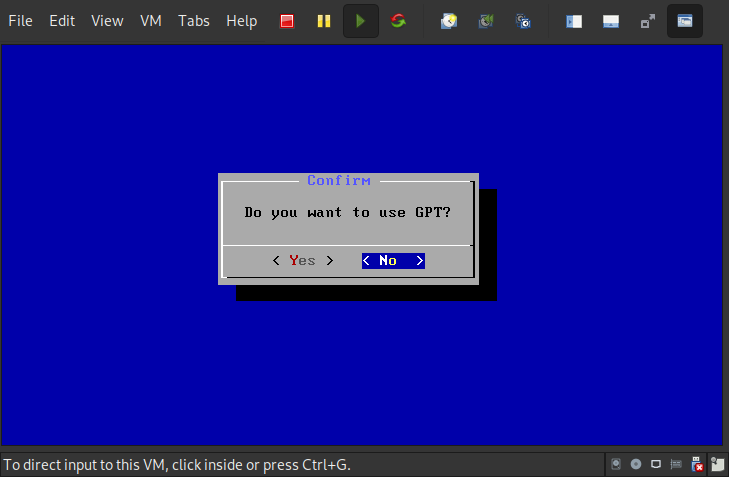 File Edit View VM Tabs Help
Confirm
Do you want to use GPT?
< Yes > < No >
To direct input to this VM, click inside or press Ctrl+G.